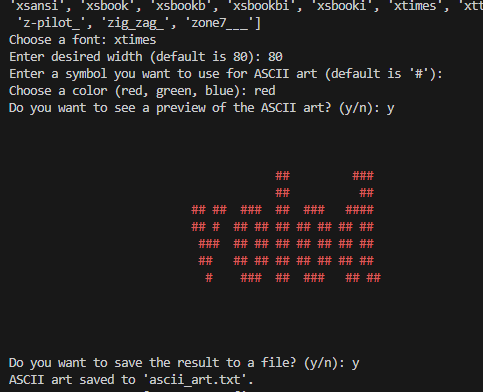 'xsansi', 'xsbook', 'xsbookb', 'xsbookbi', 'xsbooki', 'xtimes', 'xtt
'z-pilot_', 'zig_zag_', 'zone7___']
Choose a font: xtimes
Enter desired width (default is 80): 80
Enter a symbol you want to use for ASCII art (default is '#'):
Choose a color (red, green, blue): red
Do you want to see a preview of the ASCII art? (y/n): y
##         ###
##          ##
## ##  ###  ##  ###   ####
## #  ## ## ## ## ## ## ##
###  ## ## ## ## ## ## ##
##   ## ## ## ## ## ## ##
#    ###  ##  ###   ## ##
Do you want to save the result to a file? (y/n): y
ASCII art saved to 'ascii_art.txt'.